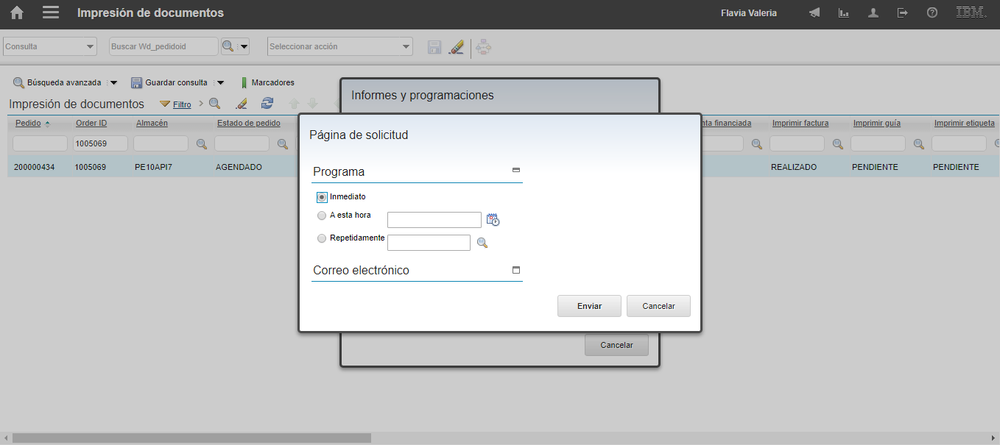 Impresión de documentos
Flavia Valeria
IBM.
Consulta
Buscar Wd_pedidoid
Seleccionar acción
Búsqueda avanzada
Guardar consulta
Marcadores
Impresión de documentos
Filtro
Informes y programaciones
Pedido
Order ID
Almacén
Estado de pedido
nta financiada
Imprimir factura
Imprimir guía
Imprimir etiqueta
1005069
200000434
1005069
PE10API7
AGENDADO
REALIZADO
PENDIENTE
PENDIENTE
Página de solicitud
Programa
Inmediato
A esta hora
Repetidamente
Correo electrónico
Enviar
Cancelar
Cancelar